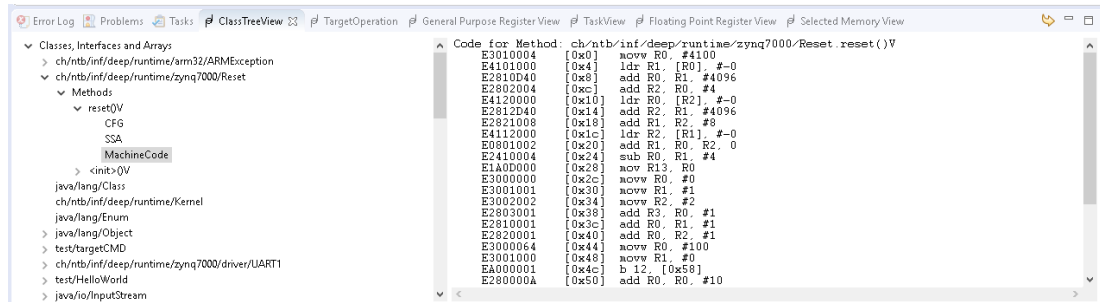 Error Log Problems Tasks ClassTreeView TargetOperation General Purpose Register View TaskView Floating Point Register View Selected Memory View
Classes, Interfaces and Arrays
ch/ntb/inf/deep/runtime/arm32/ARMException
ch/ntb/inf/deep/runtime/zynq7000/Reset
Methods
reset()V
CFG
SSA
MachineCode
<init>()V
java/lang/Class
ch/ntb/inf/deep/runtime/Kernel
java/lang/Enum
java/lang/Object
test/targetCMD
ch/ntb/inf/deep/runtime/zynq7000/driver/UART1
test/HelloWorld
java/io/InputStream
Code for Method: ch/ntb/inf/deep/runtime/zynq7000/Reset.reset()V
E3010004 [0x0] movw R0, #4100
E4101000 [0x4] ldr R1, [R0], #-0
E2810D40 [0x8] add R0, R1, #4096
E2802004 [0xc] add R2, R0, #4
E4120000 [0x10] ldr R0, [R2], #-0
E2812D40 [0x14] add R2, R1, #4096
E2821008 [0x18] add R1, R2, #8
E4112000 [0x1c] ldr R2, [R1], #-0
E0801002 [0x20] add R1, R0, R2, 0
E2410004 [0x24] sub R0, R1, #4
E1A0D000 [0x28] mov R13, R0
E3000000 [0x2c] movw R0, #0
E3001001 [0x30] movw R1, #1
E3002002 [0x34] movw R2, #2
E2803001 [0x38] add R3, R0, #1
E2810001 [0x3c] add R0, R1, #1
E2820001 [0x40] add R0, R2, #1
E3000064 [0x44] movw R0, #100
E3001000 [0x48] movw R1, #0
EA000001 [0x4c] b 12, [0x58]
E280000A [0x50] add R0, R0, #10